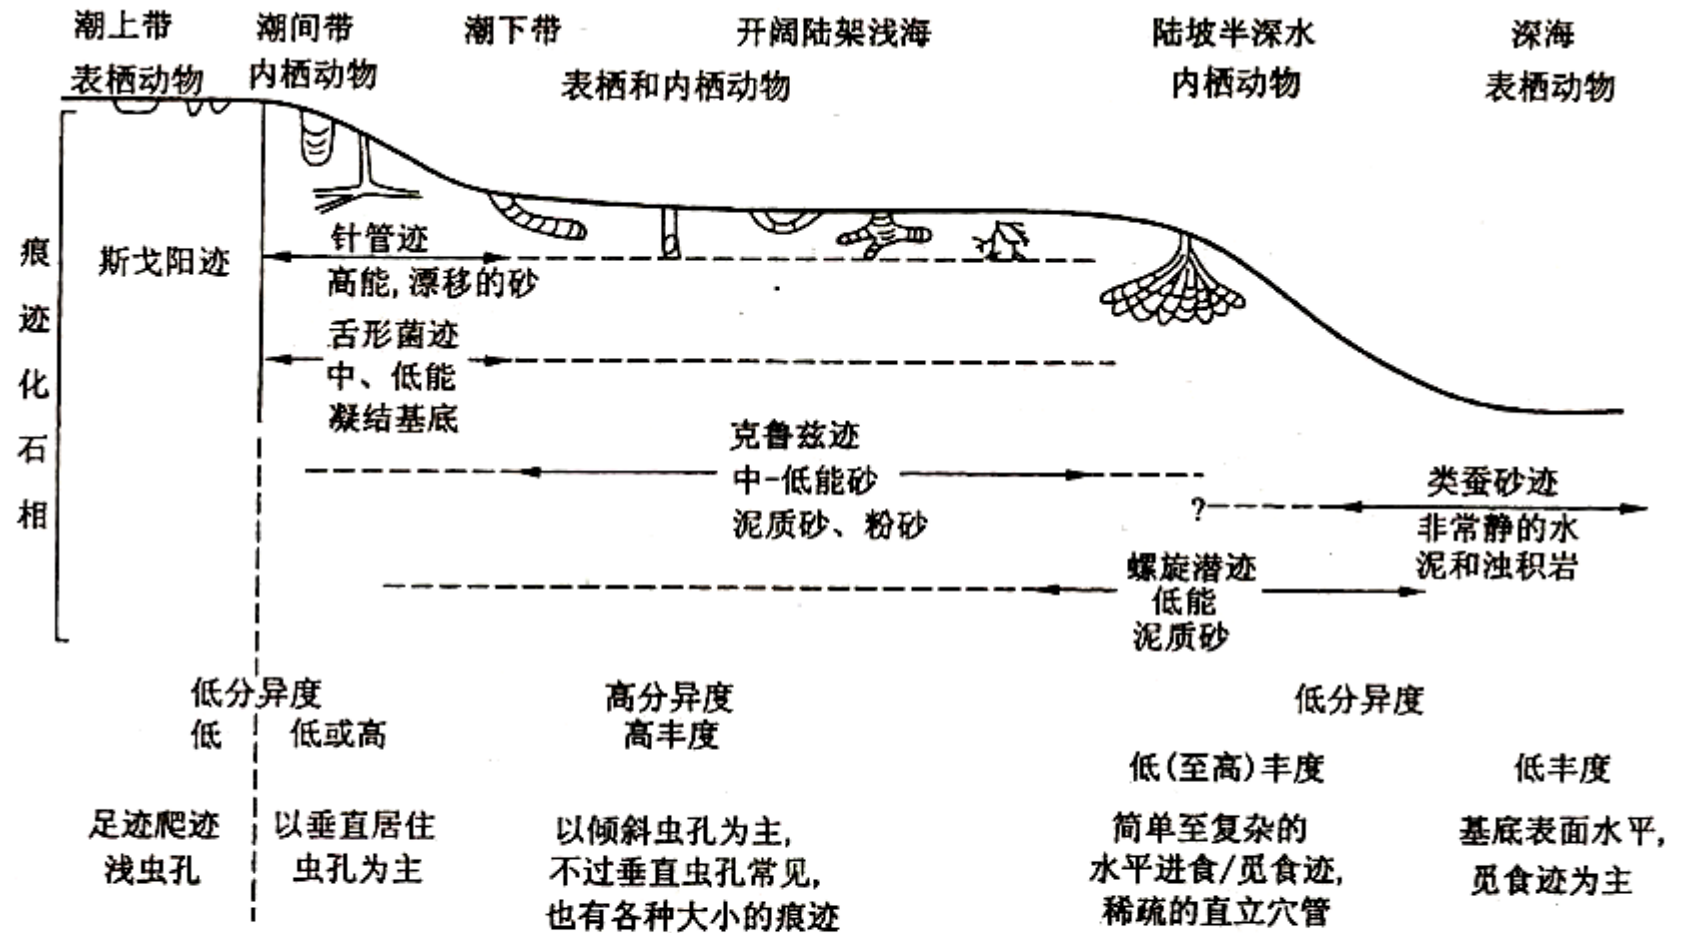 潮上带 潮间带 潮下带 开阔陆架浅海 陆坡半深水 深海
表栖动物 内栖动物 表栖和内栖动物 内栖动物 表栖动物
痕迹化石相
斯戈阳迹
针管迹
高能,漂移的砂
舌形菌迹
中、低能
凝结基底
克鲁兹迹
中-低能砂
泥质砂、粉砂
?
类蚕砂迹
非常静的水
泥和浊积岩
螺旋潜迹
低能
泥质砂
低分异度 高分异度 低分异度
低 低或高 高丰度
低(至高)丰度 低丰度
足迹爬迹
浅虫孔
以垂直居住
虫孔为主
以倾斜虫孔为主,
不过垂直虫孔常见,
也有各种大小的痕迹
简单至复杂的
水平进食/觅食迹,
稀疏的直立穴管
基底表面水平,
觅食迹为主